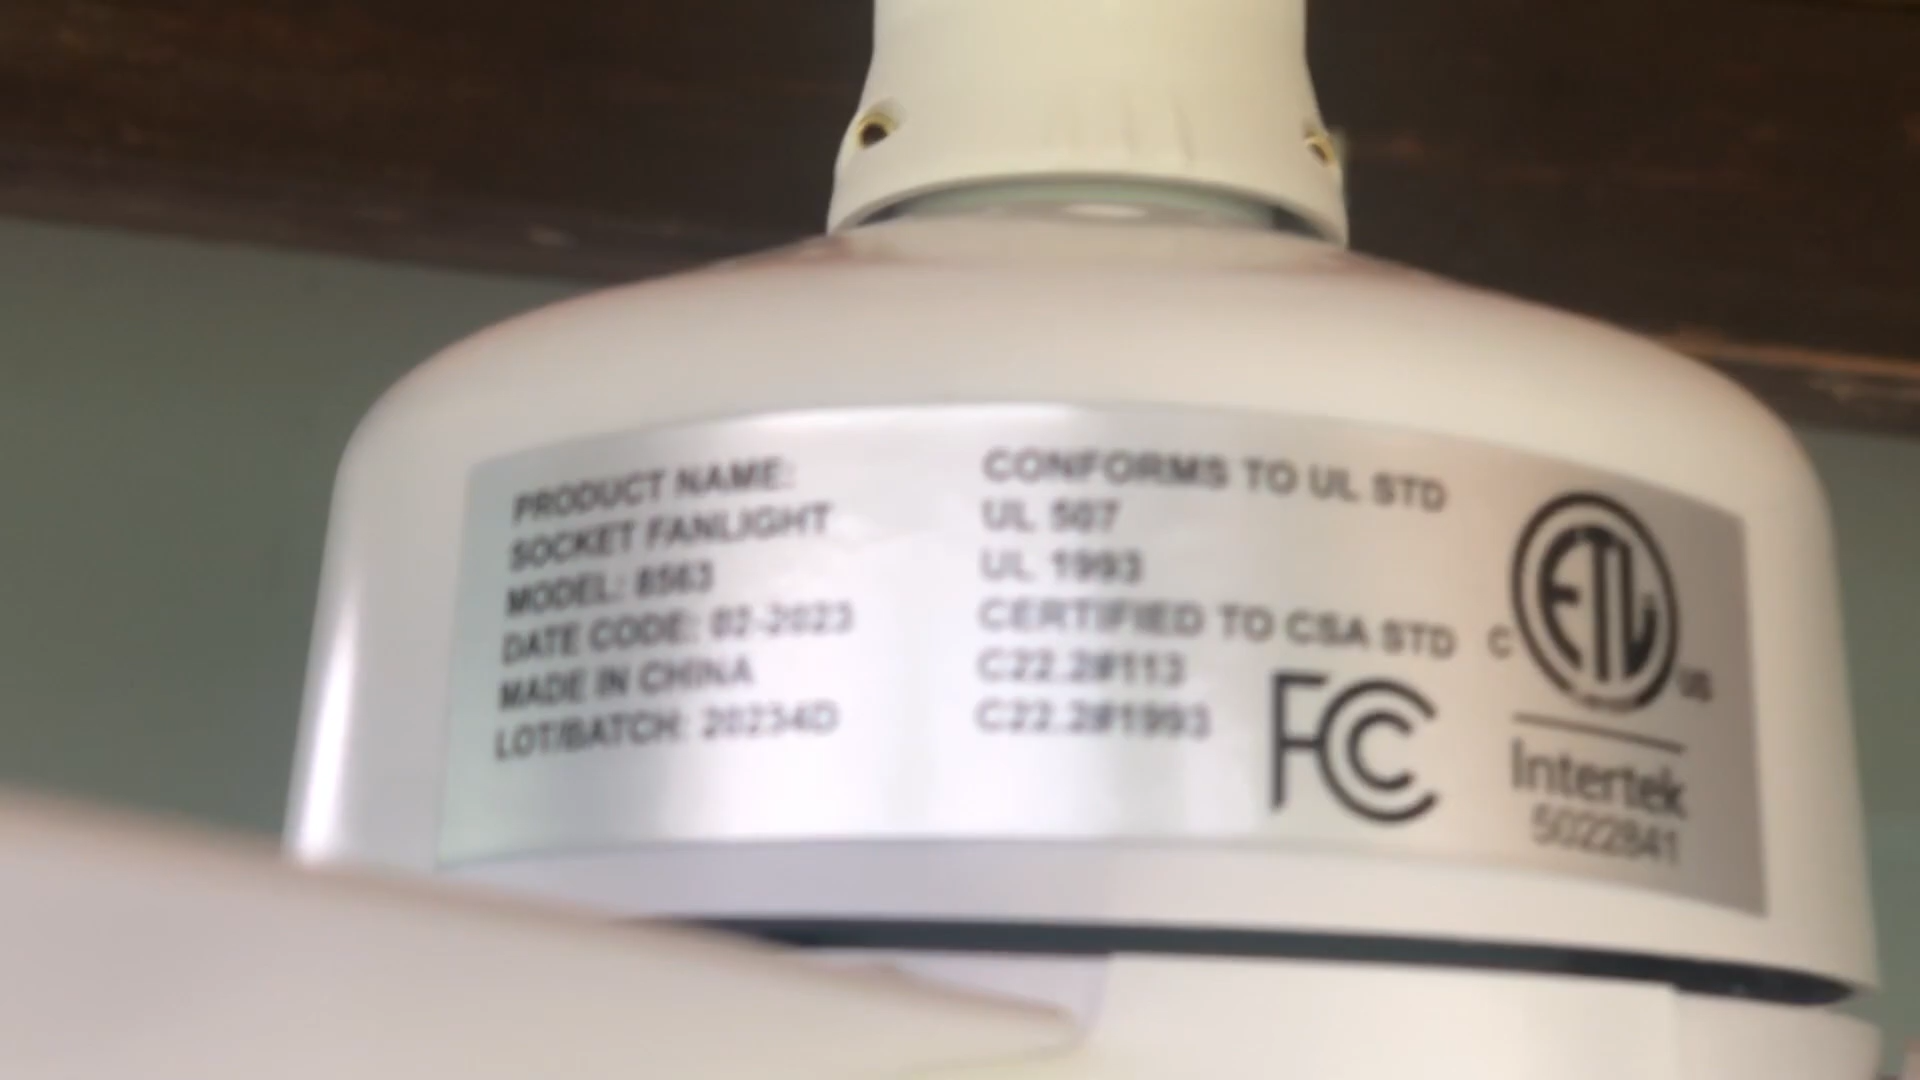 PRODUCT NAME:
SOCKET FANLIGHT
MODEL: 8563
DATE CODE: 02-2023
MADE IN CHINA
LOT/BATCH: 20234D
CONFORMS TO UL STD
UL 507
UL 1993
CERTIFIED TO CSA STD
C22.2#113
C22.2#1993
FC
C ETL US
Intertek
5022841